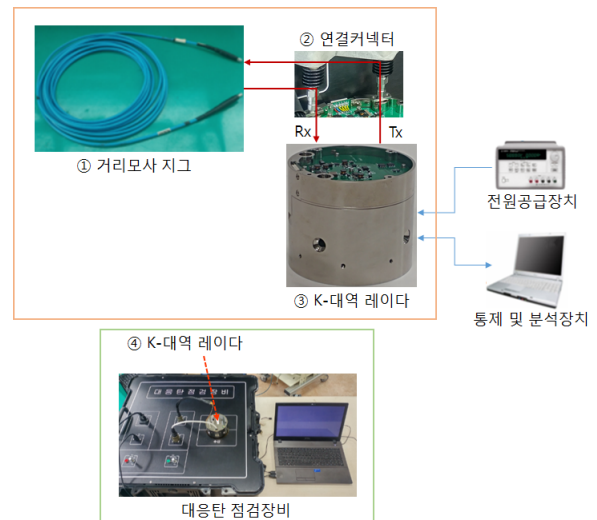 ② 연결커넥터
Rx
Tx
① 거리모사 지그
전원공급장치
③ K-대역 레이다
통제 및 분석장치
④ K-대역 레이다
대응탄점검장비
대응탄 점검장비